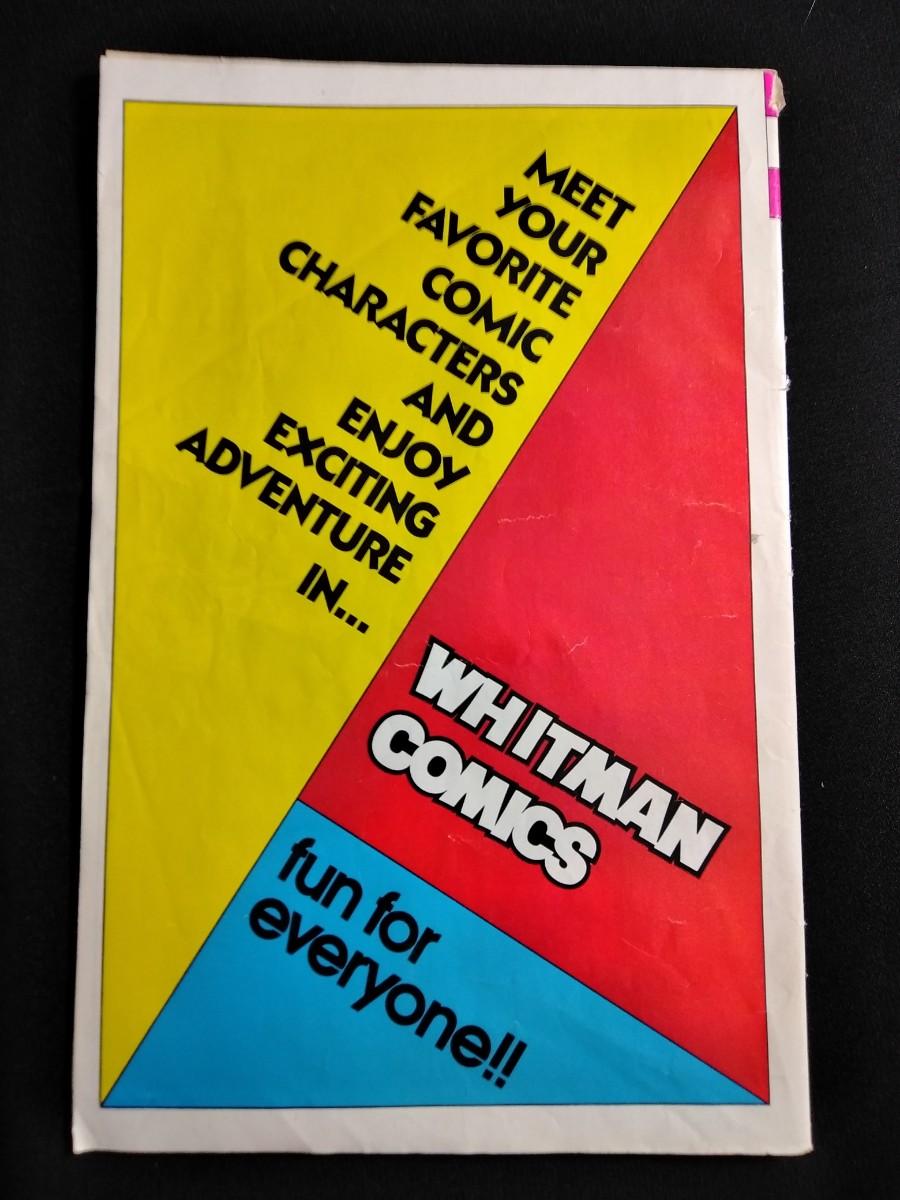 MEET
YOUR
FAVORITE
COMIC
CHARACTERS
AND
ENJOY
EXCITING
ADVENTURE
IN...
WHITMAN
COMICS
fun for
everyone!!